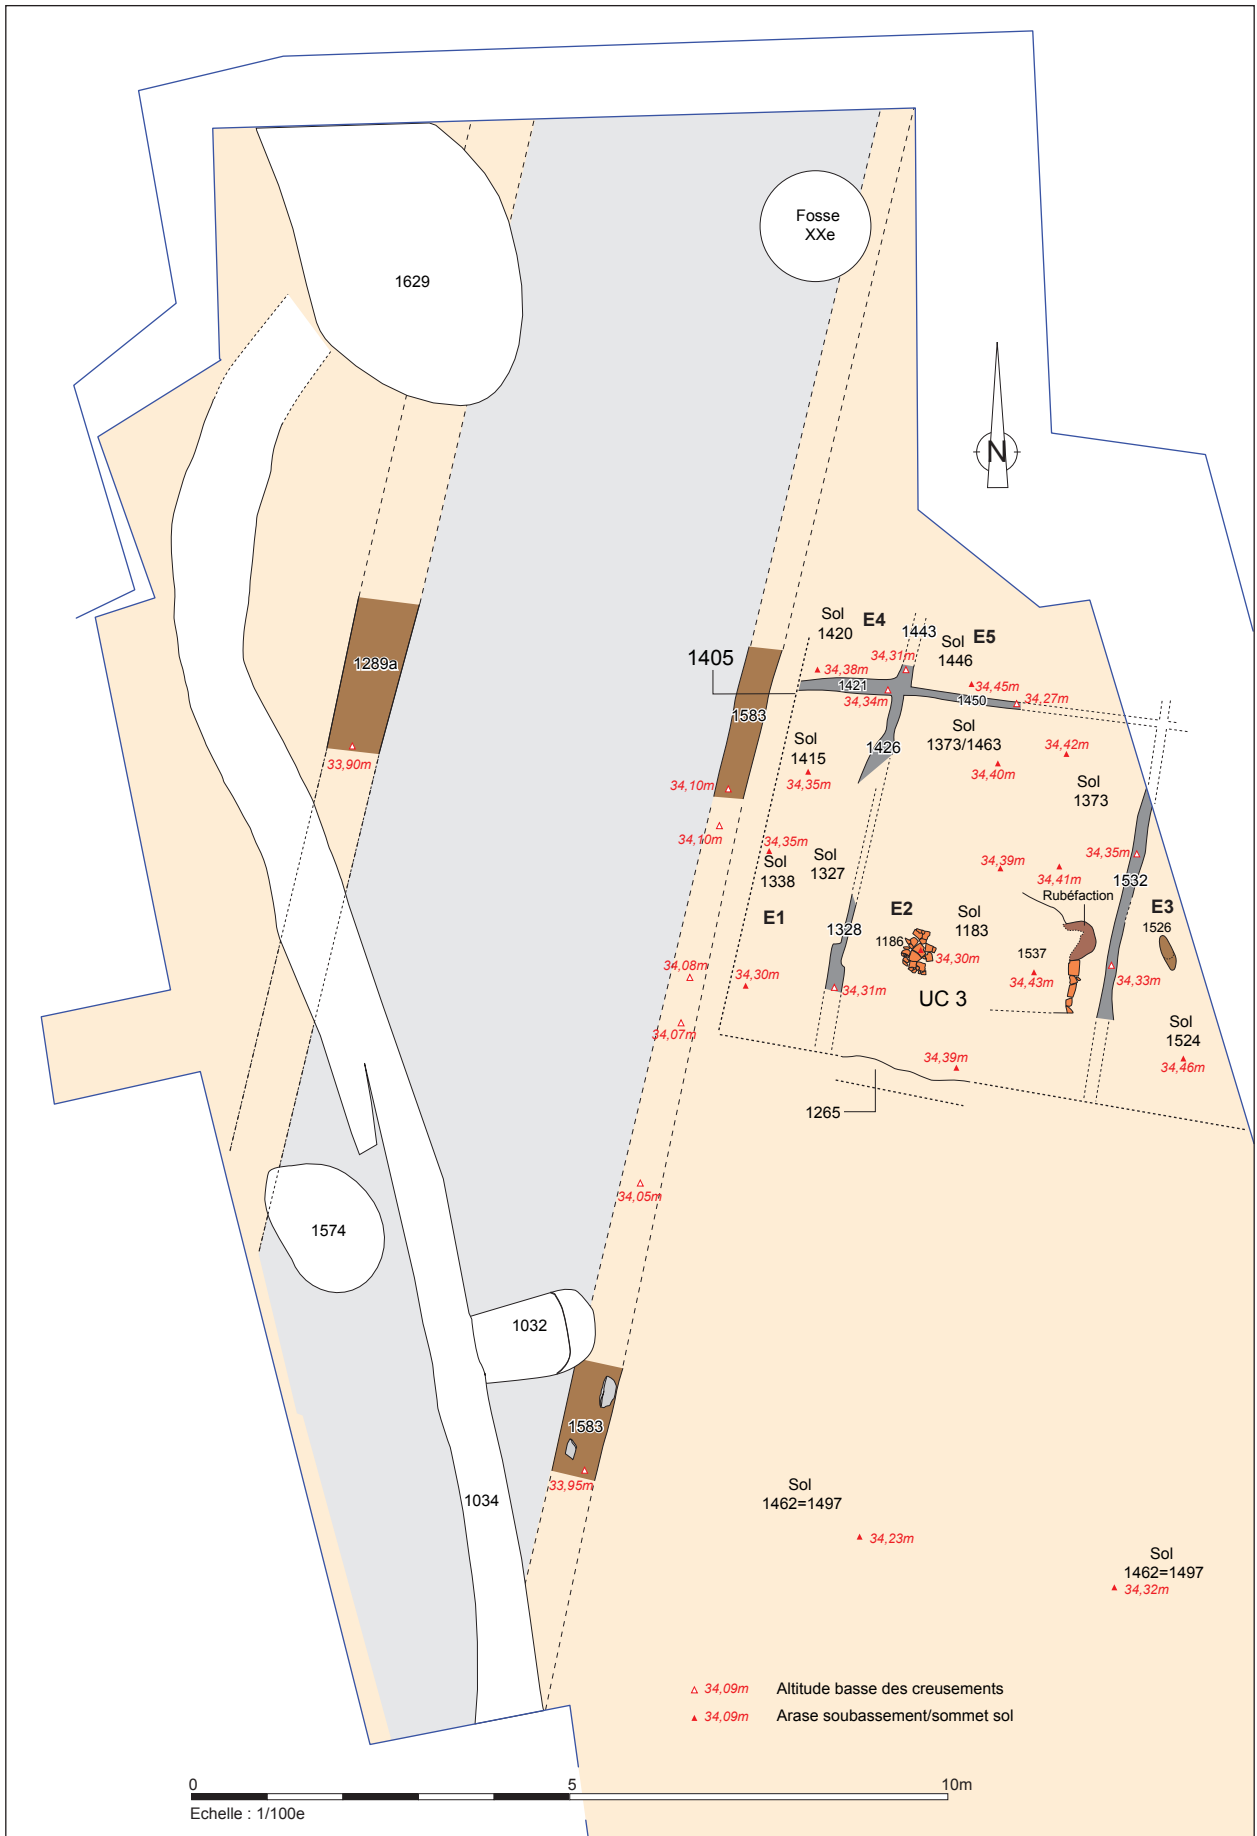 Fosse
XXe
1629
N
Sol
1420
E4
1443
Sol
1446
E5
1405
34,38m
34,31m
1289a
1421
34,34m
34,45m
1450
34,27m
1583
Sol
1415
1426
Sol
1373/1463
34,42m
33,90m
34,10m
34,35m
34,40m
Sol
1373
34,10m
34,35m
Sol
1338
Sol
1327
34,39m
34,41m
34,35m
1532
Rubéfaction
E1
1328
E2
1186
Sol
1183
E3
1526
34,30m
1537
34,08m
34,30m
34,31m
34,43m
34,33m
UC 3
34,07m
Sol
1524
34,39m
34,46m
1265
34,05m
1574
1032
1583
33,95m
1034
Sol
1462=1497
34,23m
Sol
1462=1497
34,32m
34,09m Altitude basse des creusements
34,09m Arase soubassement/sommet sol
0 5 10m
Echelle : 1/100e